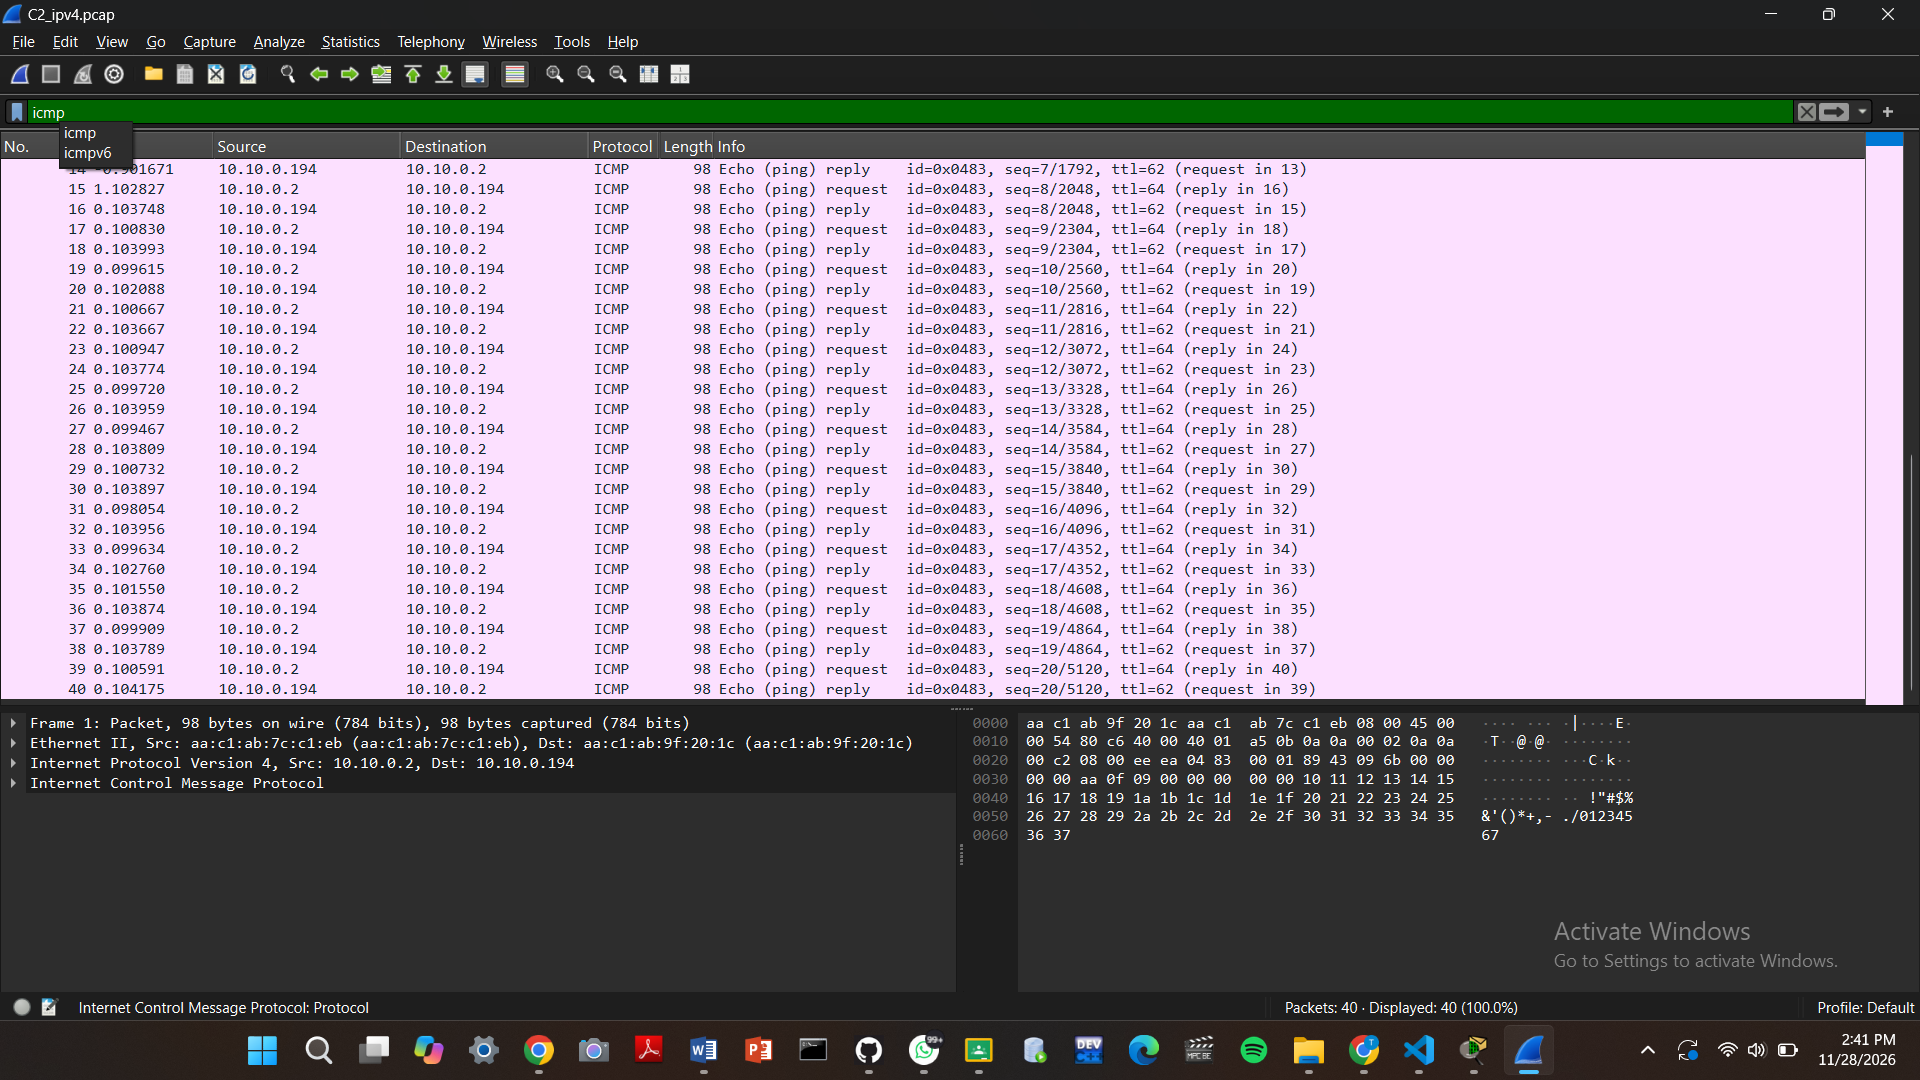 C2_ipv4.pcap
File Edit View Go Capture Analyze Statistics Telephony Wireless Tools Help
icmp
icmp
icmpv6
No. Source Destination Protocol Length Info
14 -0.901671 10.10.0.194 10.10.0.2 ICMP 98 Echo (ping) reply id=0x0483, seq=7/1792, ttl=62 (request in 13)
15 1.102827 10.10.0.2 10.10.0.194 ICMP 98 Echo (ping) request id=0x0483, seq=8/2048, ttl=64 (reply in 16)
16 0.103748 10.10.0.194 10.10.0.2 ICMP 98 Echo (ping) reply id=0x0483, seq=8/2048, ttl=62 (request in 15)
17 0.100830 10.10.0.2 10.10.0.194 ICMP 98 Echo (ping) request id=0x0483, seq=9/2304, ttl=64 (reply in 18)
18 0.103993 10.10.0.194 10.10.0.2 ICMP 98 Echo (ping) reply id=0x0483, seq=9/2304, ttl=62 (request in 17)
19 0.099615 10.10.0.2 10.10.0.194 ICMP 98 Echo (ping) request id=0x0483, seq=10/2560, ttl=64 (reply in 20)
20 0.102088 10.10.0.194 10.10.0.2 ICMP 98 Echo (ping) reply id=0x0483, seq=10/2560, ttl=62 (request in 19)
21 0.100667 10.10.0.2 10.10.0.194 ICMP 98 Echo (ping) request id=0x0483, seq=11/2816, ttl=64 (reply in 22)
22 0.103667 10.10.0.194 10.10.0.2 ICMP 98 Echo (ping) reply id=0x0483, seq=11/2816, ttl=62 (request in 21)
23 0.100947 10.10.0.2 10.10.0.194 ICMP 98 Echo (ping) request id=0x0483, seq=12/3072, ttl=64 (reply in 24)
24 0.103774 10.10.0.194 10.10.0.2 ICMP 98 Echo (ping) reply id=0x0483, seq=12/3072, ttl=62 (request in 23)
25 0.099720 10.10.0.2 10.10.0.194 ICMP 98 Echo (ping) request id=0x0483, seq=13/3328, ttl=64 (reply in 26)
26 0.103959 10.10.0.194 10.10.0.2 ICMP 98 Echo (ping) reply id=0x0483, seq=13/3328, ttl=62 (request in 25)
27 0.099467 10.10.0.2 10.10.0.194 ICMP 98 Echo (ping) request id=0x0483, seq=14/3584, ttl=64 (reply in 28)
28 0.103809 10.10.0.194 10.10.0.2 ICMP 98 Echo (ping) reply id=0x0483, seq=14/3584, ttl=62 (request in 27)
29 0.100732 10.10.0.2 10.10.0.194 ICMP 98 Echo (ping) request id=0x0483, seq=15/3840, ttl=64 (reply in 30)
30 0.103897 10.10.0.194 10.10.0.2 ICMP 98 Echo (ping) reply id=0x0483, seq=15/3840, ttl=62 (request in 29)
31 0.098054 10.10.0.2 10.10.0.194 ICMP 98 Echo (ping) request id=0x0483, seq=16/4096, ttl=64 (reply in 32)
32 0.103956 10.10.0.194 10.10.0.2 ICMP 98 Echo (ping) reply id=0x0483, seq=16/4096, ttl=62 (request in 31)
33 0.099634 10.10.0.2 10.10.0.194 ICMP 98 Echo (ping) request id=0x0483, seq=17/4352, ttl=64 (reply in 34)
34 0.102760 10.10.0.194 10.10.0.2 ICMP 98 Echo (ping) reply id=0x0483, seq=17/4352, ttl=62 (request in 33)
35 0.101550 10.10.0.2 10.10.0.194 ICMP 98 Echo (ping) request id=0x0483, seq=18/4608, ttl=64 (reply in 36)
36 0.103874 10.10.0.194 10.10.0.2 ICMP 98 Echo (ping) reply id=0x0483, seq=18/4608, ttl=62 (request in 35)
37 0.099909 10.10.0.2 10.10.0.194 ICMP 98 Echo (ping) request id=0x0483, seq=19/4864, ttl=64 (reply in 38)
38 0.103789 10.10.0.194 10.10.0.2 ICMP 98 Echo (ping) reply id=0x0483, seq=19/4864, ttl=62 (request in 37)
39 0.100591 10.10.0.2 10.10.0.194 ICMP 98 Echo (ping) request id=0x0483, seq=20/5120, ttl=64 (reply in 40)
40 0.104175 10.10.0.194 10.10.0.2 ICMP 98 Echo (ping) reply id=0x0483, seq=20/5120, ttl=62 (request in 39)
Frame 1: Packet, 98 bytes on wire (784 bits), 98 bytes captured (784 bits)
Ethernet II, Src: aa:c1:ab:7c:c1:eb (aa:c1:ab:7c:c1:eb), Dst: aa:c1:ab:9f:20:1c (aa:c1:ab:9f:20:1c)
Internet Protocol Version 4, Src: 10.10.0.2, Dst: 10.10.0.194
Internet Control Message Protocol
0000 aa c1 ab 9f 20 1c aa c1 ab 7c c1 eb 08 00 45 00 ···· ··· ·|····E·
0010 00 54 80 c6 40 00 40 01 a5 0b 0a 0a 00 02 0a 0a ·T··@·@· ········
0020 00 c2 08 00 ee ea 04 83 00 01 89 43 09 6b 00 00 ········ ···C·k··
0030 00 00 aa 0f 09 00 00 00 00 00 10 11 12 13 14 15 ········ ········
0040 16 17 18 19 1a 1b 1c 1d 1e 1f 20 21 22 23 24 25 ········ ·· !"#$%
0050 26 27 28 29 2a 2b 2c 2d 2e 2f 30 31 32 33 34 35 &'()*+,- ./012345
0060 36 37 67
Activate Windows
Go to Settings to activate Windows.
Internet Control Message Protocol: Protocol
Packets: 40 · Displayed: 40 (100.0%)
Profile: Default
99+
DEV
MPC BE
T
2:41 PM
11/28/2026